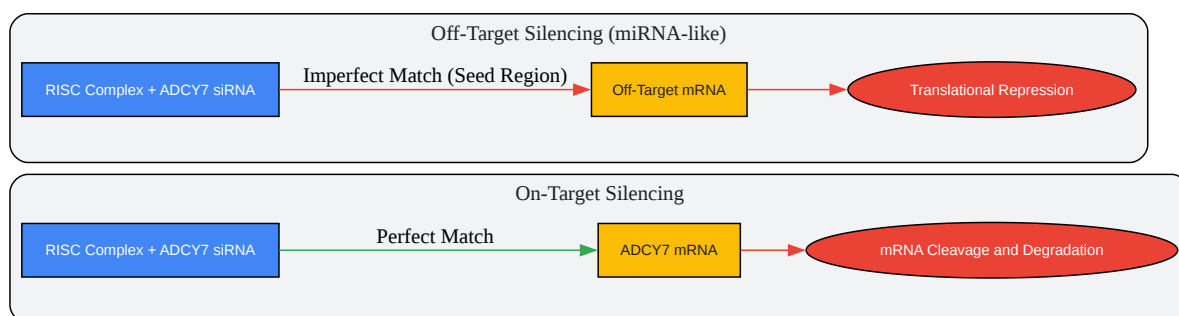 Off-Target Silencing (miRNA-like)
RISC Complex + ADCY7 siRNA
Imperfect Match (Seed Region)
Off-Target mRNA
Translational Repression
On-Target Silencing
RISC Complex + ADCY7 siRNA
Perfect Match
ADCY7 mRNA
mRNA Cleavage and Degradation